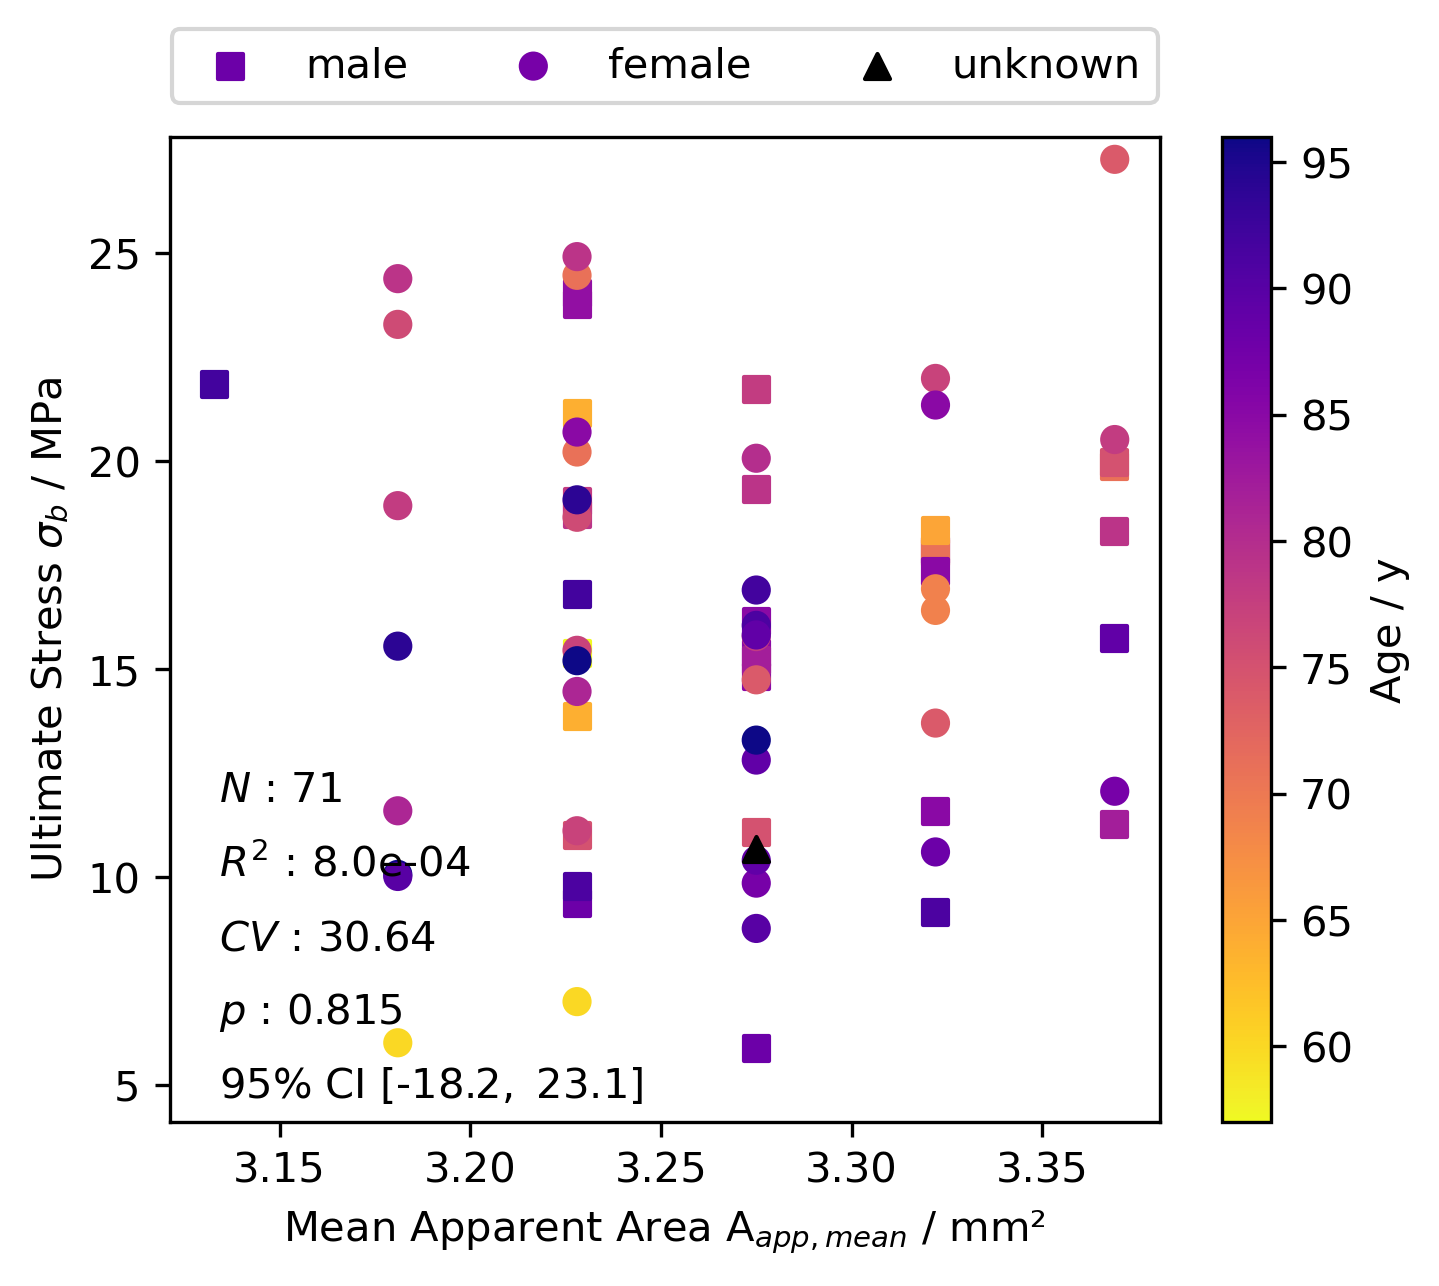 male female unknown
25
20
15
10
5
Ultimate Stress σb / MPa
N : 71
R² : 8.0e-04
CV : 30.64
p : 0.815
95% CI [-18.2, 23.1]
3.15 3.20 3.25 3.30 3.35
Mean Apparent Area Aapp,mean / mm²
95
90
85
80
75
70
65
60
Age / y